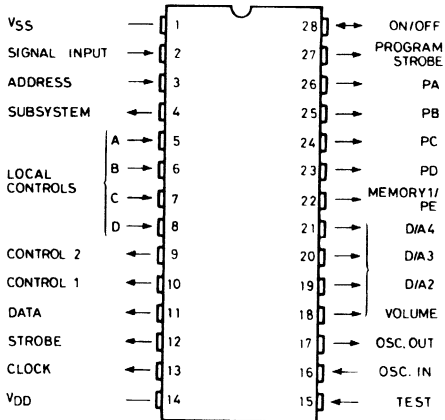 VSS
SIGNAL INPUT
ADDRESS
SUBSYSTEM
LOCAL
CONTROLS
A
B
C
D
CONTROL 2
CONTROL 1
DATA
STROBE
CLOCK
VDD
1
2
3
4
5
6
7
8
9
10
11
12
13
14
28
27
26
25
24
23
22
21
20
19
18
17
16
15
ON/OFF
PROGRAM
STROBE
PA
PB
PC
PD
MEMORY1/
PE
D/A4
D/A3
D/A2
VOLUME
OSC. OUT
OSC. IN
TEST